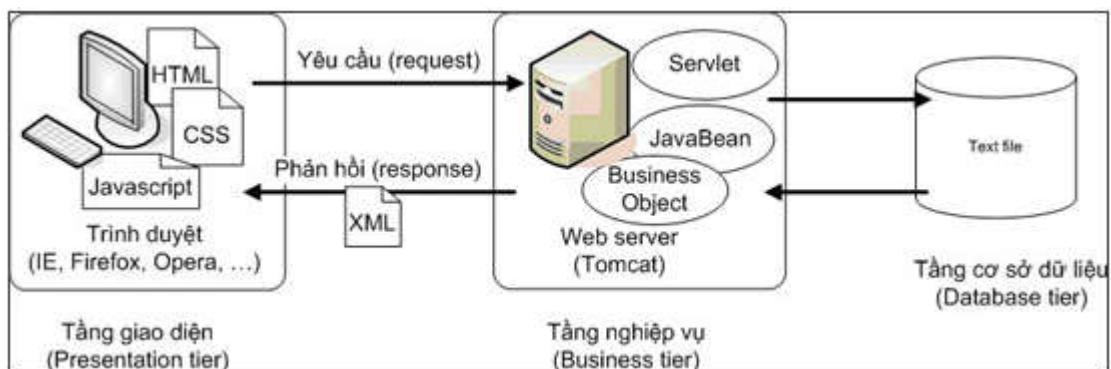 HTML
CSS
Javascript
Trình duyệt
(IE, Firefox, Opera, …)
Tầng giao diện
(Presentation tier)
Yêu cầu (request)
Phản hồi (response)
XML
Servlet
JavaBean
Business
Object
Web server
(Tomcat)
Tầng nghiệp vụ
(Business tier)
Text file
Tầng cơ sở dữ liệu
(Database tier)